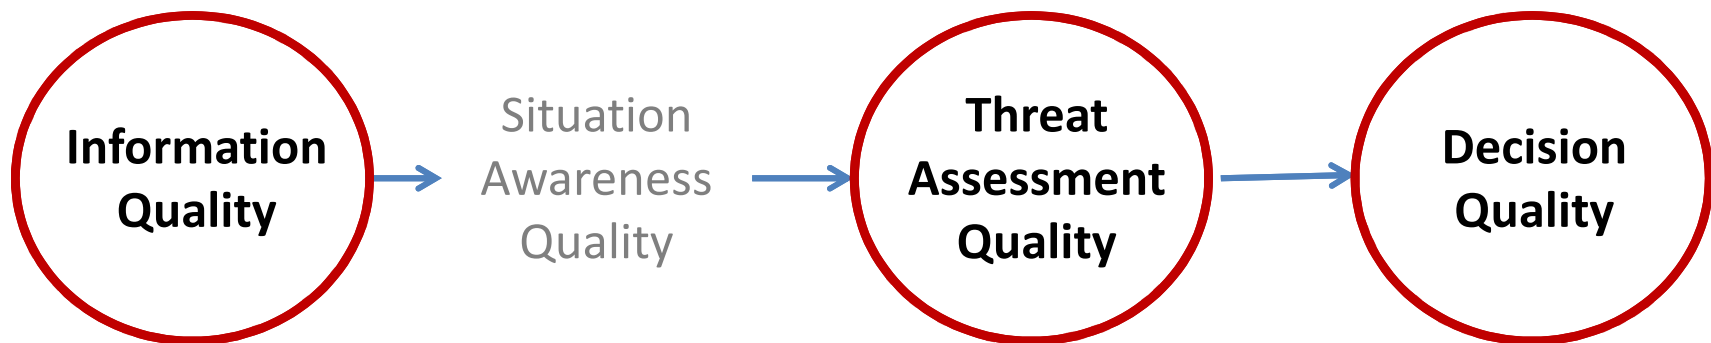 Information
Quality
Situation
Awareness
Quality
Threat
Assessment
Quality
Decision
Quality